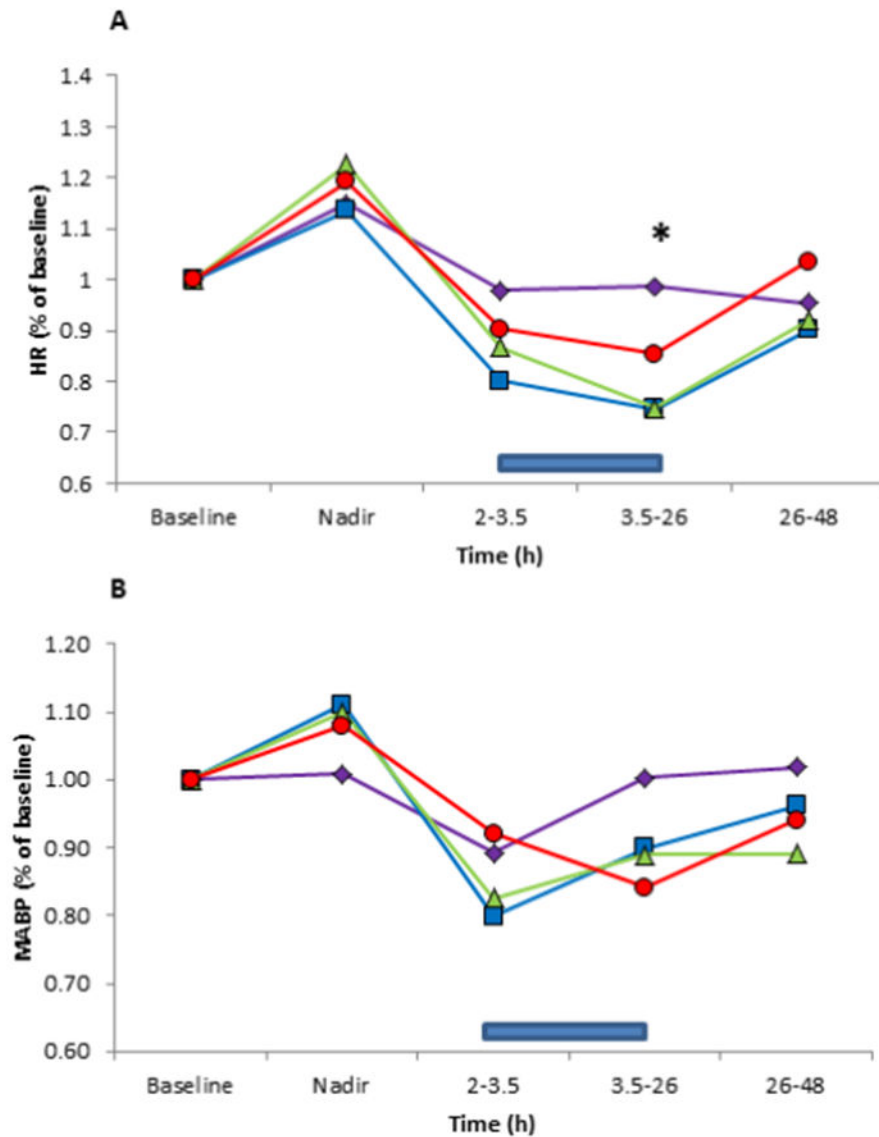 A
HR (% of baseline)
1.4
1.3
1.2
1.1
1
0.9
0.8
0.7
0.6
*
Baseline Nadir 2-3.5 3.5-26 26-48
Time (h)
B
MABP (% of baseline)
1.20
1.10
1.00
0.90
0.80
0.70
0.60
Baseline Nadir 2-3.5 3.5-26 26-48
Time (h)